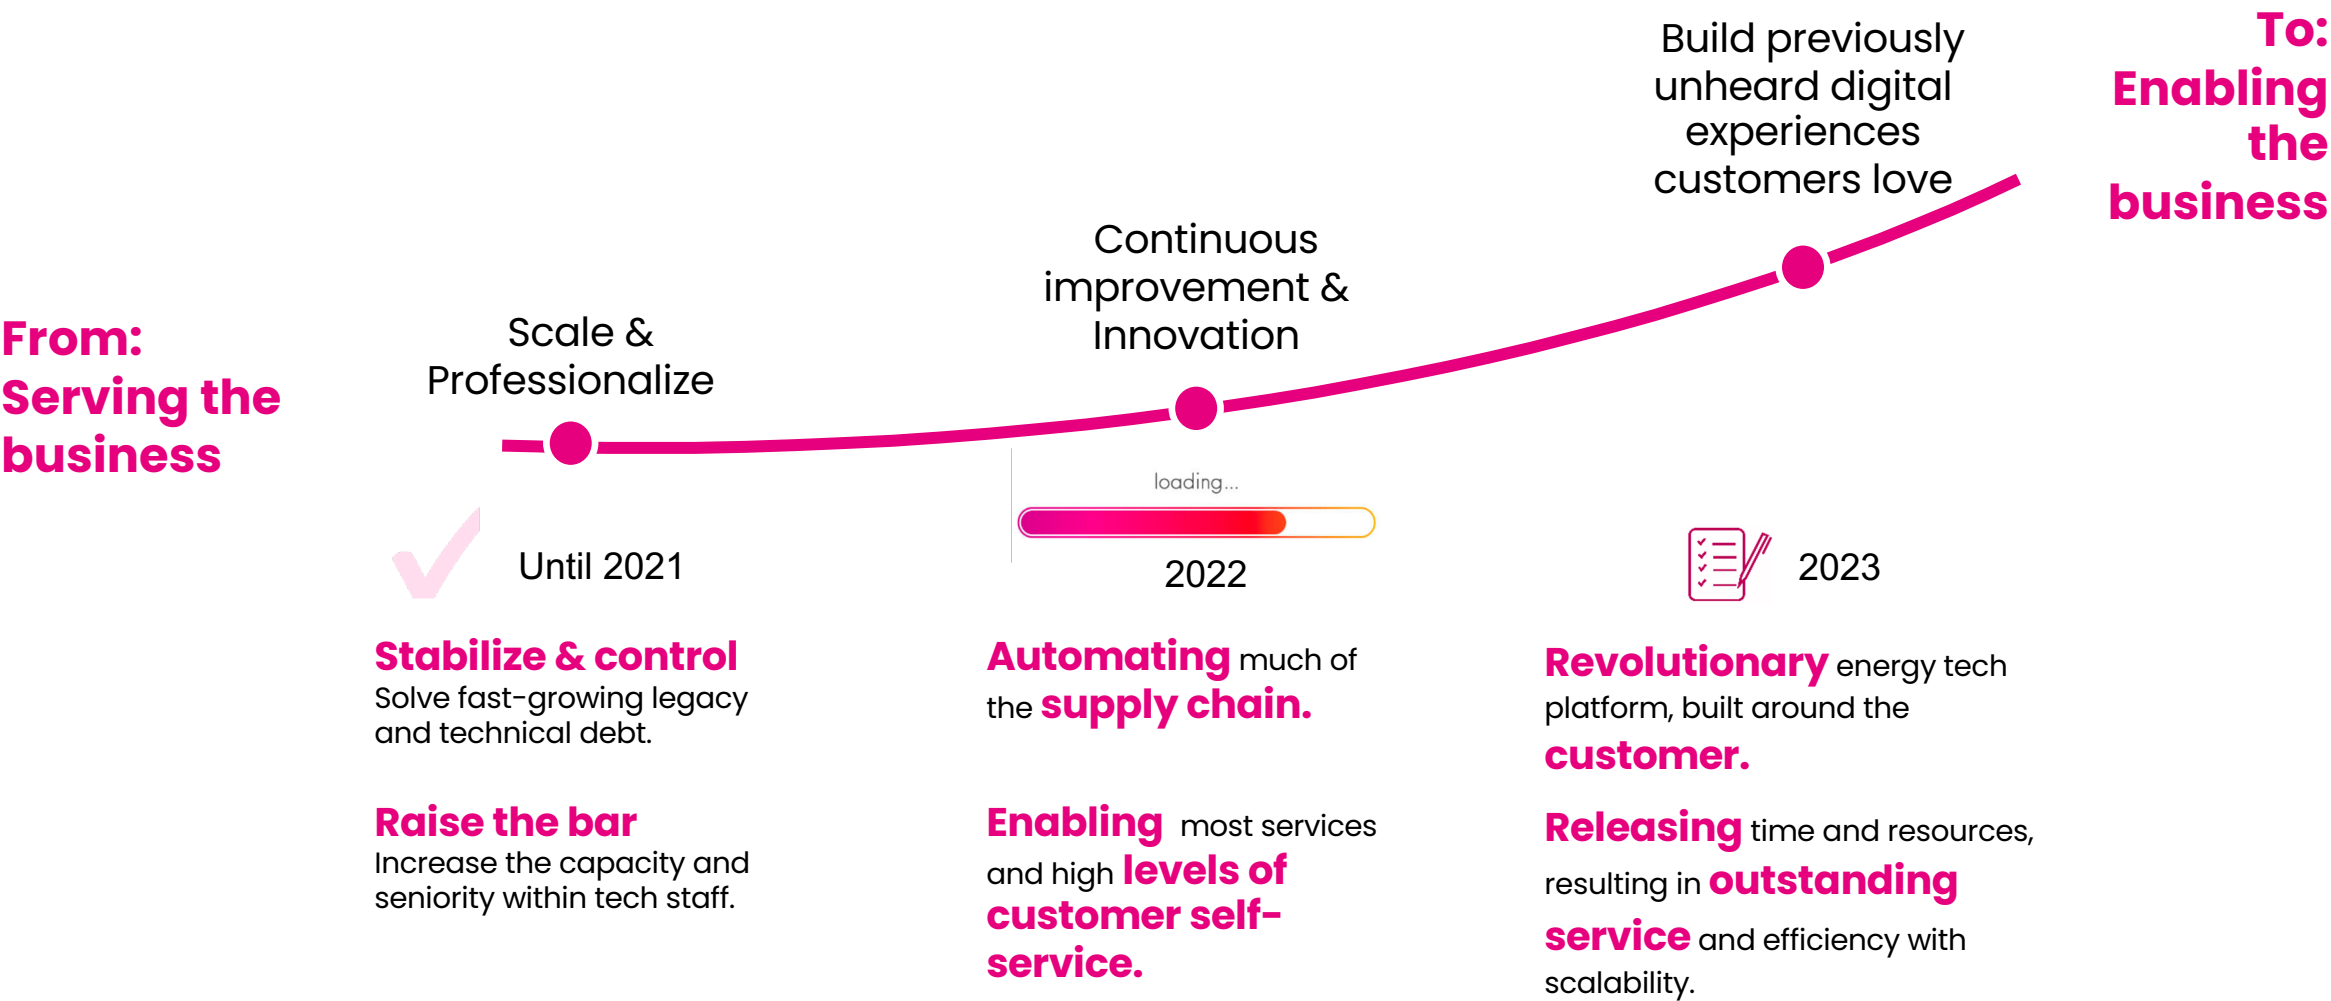 From:
Serving the
business
Scale &
Professionalize
Continuous
improvement &
Innovation
Build previously
unheard digital
experiences
customers love
To:
Enabling
the
business
Until 2021
Stabilize & control
Solve fast-growing legacy
and technical debt.
Raise the bar
Increase the capacity and
seniority within tech staff.
loading...
2022
Automating much of
the supply chain.
Enabling most services
and high levels of
customer self-
service.
2023
Revolutionary energy tech
platform, built around the
customer.
Releasing time and resources,
resulting in outstanding
service and efficiency with
scalability.